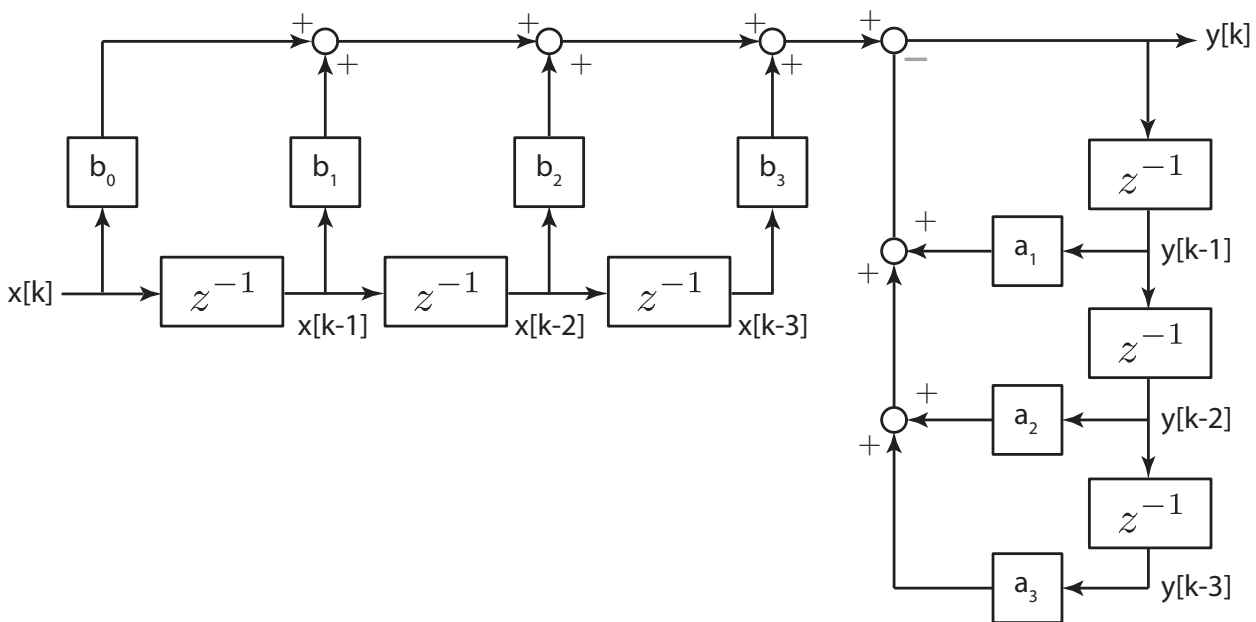 + + + + y[k]
+ + + −
b₀ b₁ b₂ b₃
z⁻¹
+ a₁ y[k-1]
x[k] z⁻¹ z⁻¹ z⁻¹ +
x[k-1] x[k-2] x[k-3]
z⁻¹
+ a₂ y[k-2]
+
z⁻¹
a₃ y[k-3]